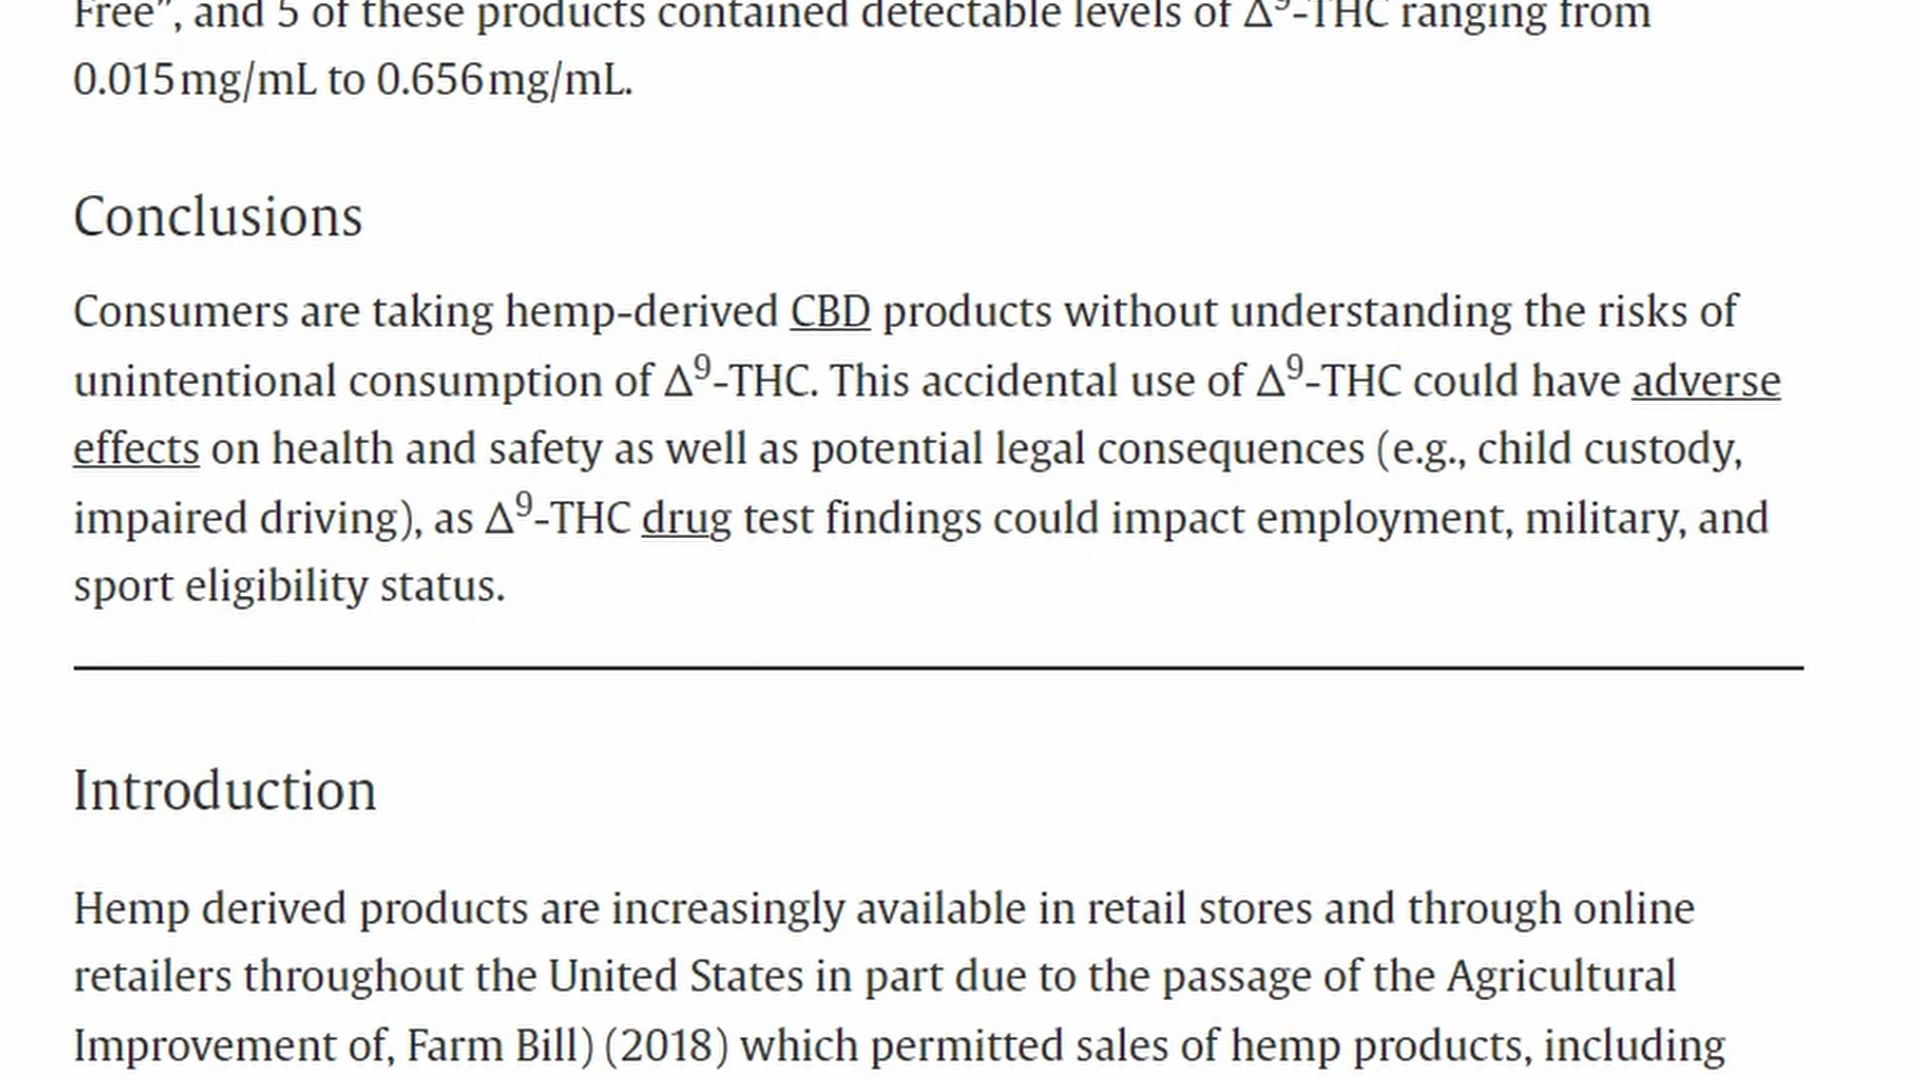 Free”, and 5 of these products contained detectable levels of Δ⁹-THC ranging from
0.015 mg/mL to 0.656 mg/mL.
Conclusions
Consumers are taking hemp-derived CBD products without understanding the risks of
unintentional consumption of Δ⁹-THC. This accidental use of Δ⁹-THC could have adverse
effects on health and safety as well as potential legal consequences (e.g., child custody,
impaired driving), as Δ⁹-THC drug test findings could impact employment, military, and
sport eligibility status.
Introduction
Hemp derived products are increasingly available in retail stores and through online
retailers throughout the United States in part due to the passage of the Agricultural
Improvement of, Farm Bill) (2018) which permitted sales of hemp products, including